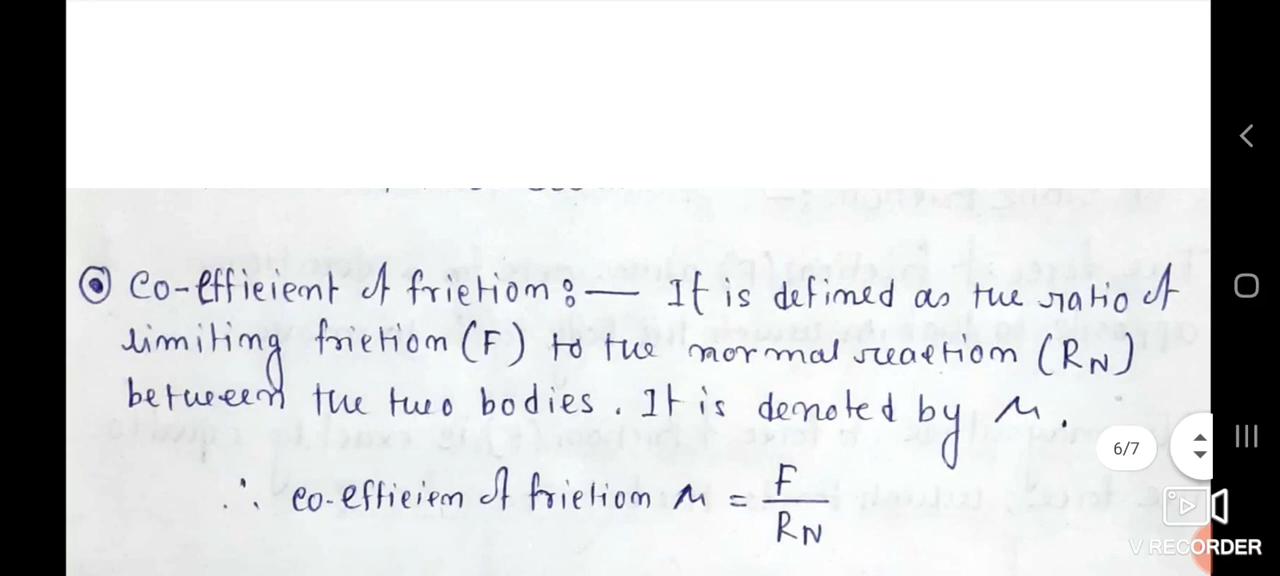 ⦿ Co-efficient of friction :— It is defined as the ratio of
limiting friction (F) to the normal reaction (RN)
between the two bodies. It is denoted by μ.
∴ co-efficien of friction μ = F / RN
6/7
V RECORDER